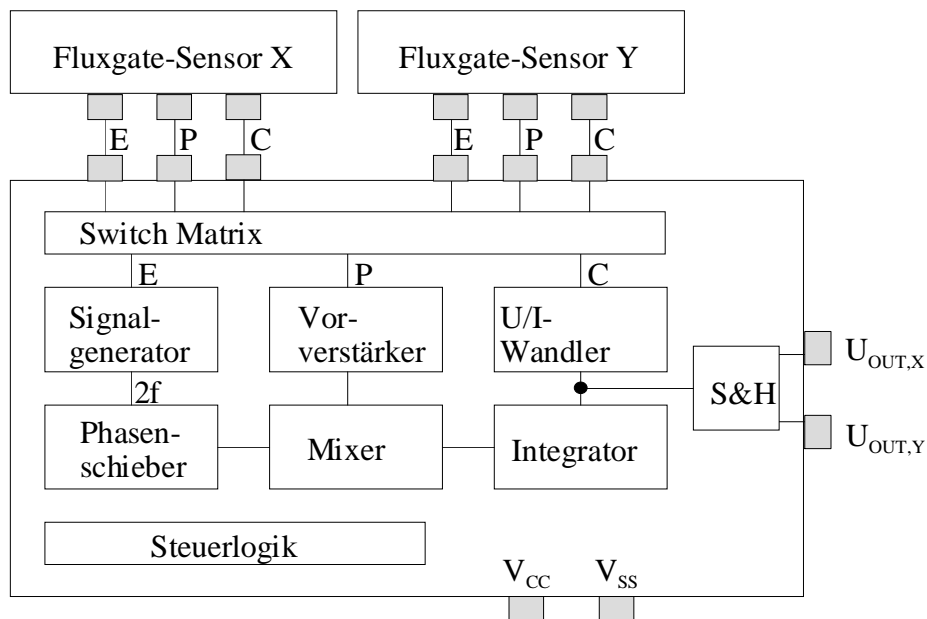 Fluxgate-Sensor X
Fluxgate-Sensor Y
E P C
E P C
Switch Matrix
E
P
C
Signal-
generator
Vor-
verstärker
U/I-
Wandler
2f
Phasen-
schieber
Mixer
Integrator
S&H
U_OUT,X
U_OUT,Y
Steuerlogik
V_CC
V_SS